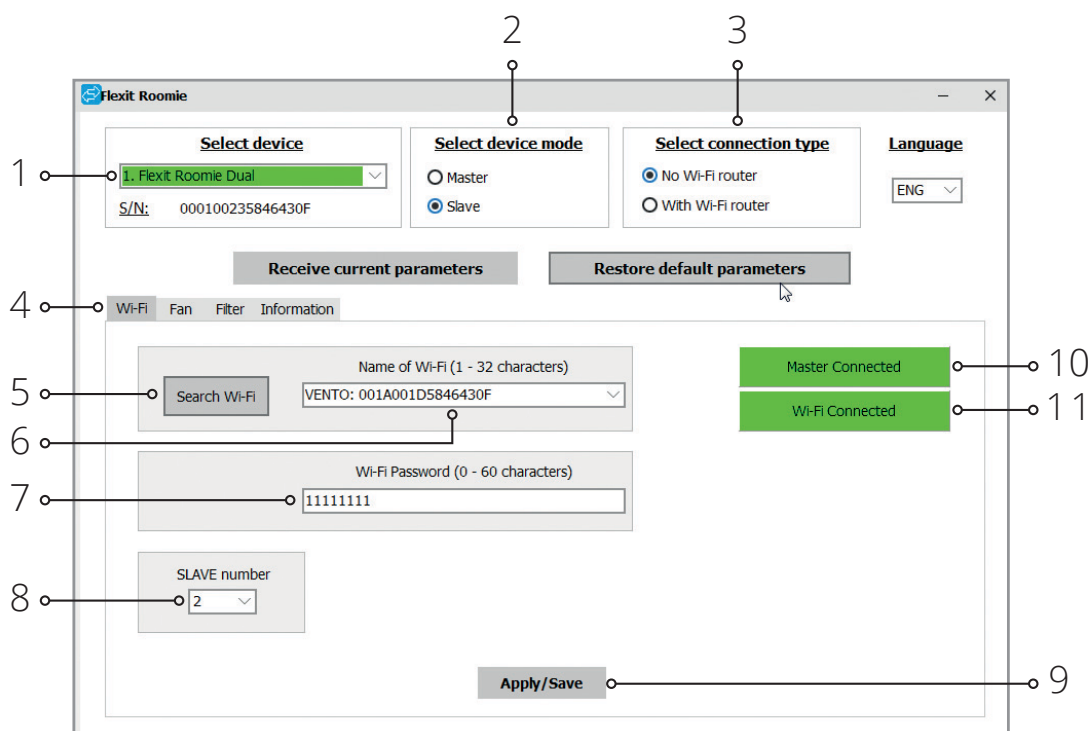 2 3
Flexit Roomie
Select device Select device mode Select connection type Language
1 1. Flexit Roomie Dual Master No Wi-Fi router ENG
S/N: 000100235846430F Slave With Wi-Fi router
Receive current parameters Restore default parameters
4 Wi-Fi Fan Filter Information
Name of Wi-Fi (1 - 32 characters) Master Connected 10
5 Search Wi-Fi VENTO: 001A001D5846430F Wi-Fi Connected 11
6
Wi-Fi Password (0 - 60 characters)
7 11111111
SLAVE number
8 2
Apply/Save 9